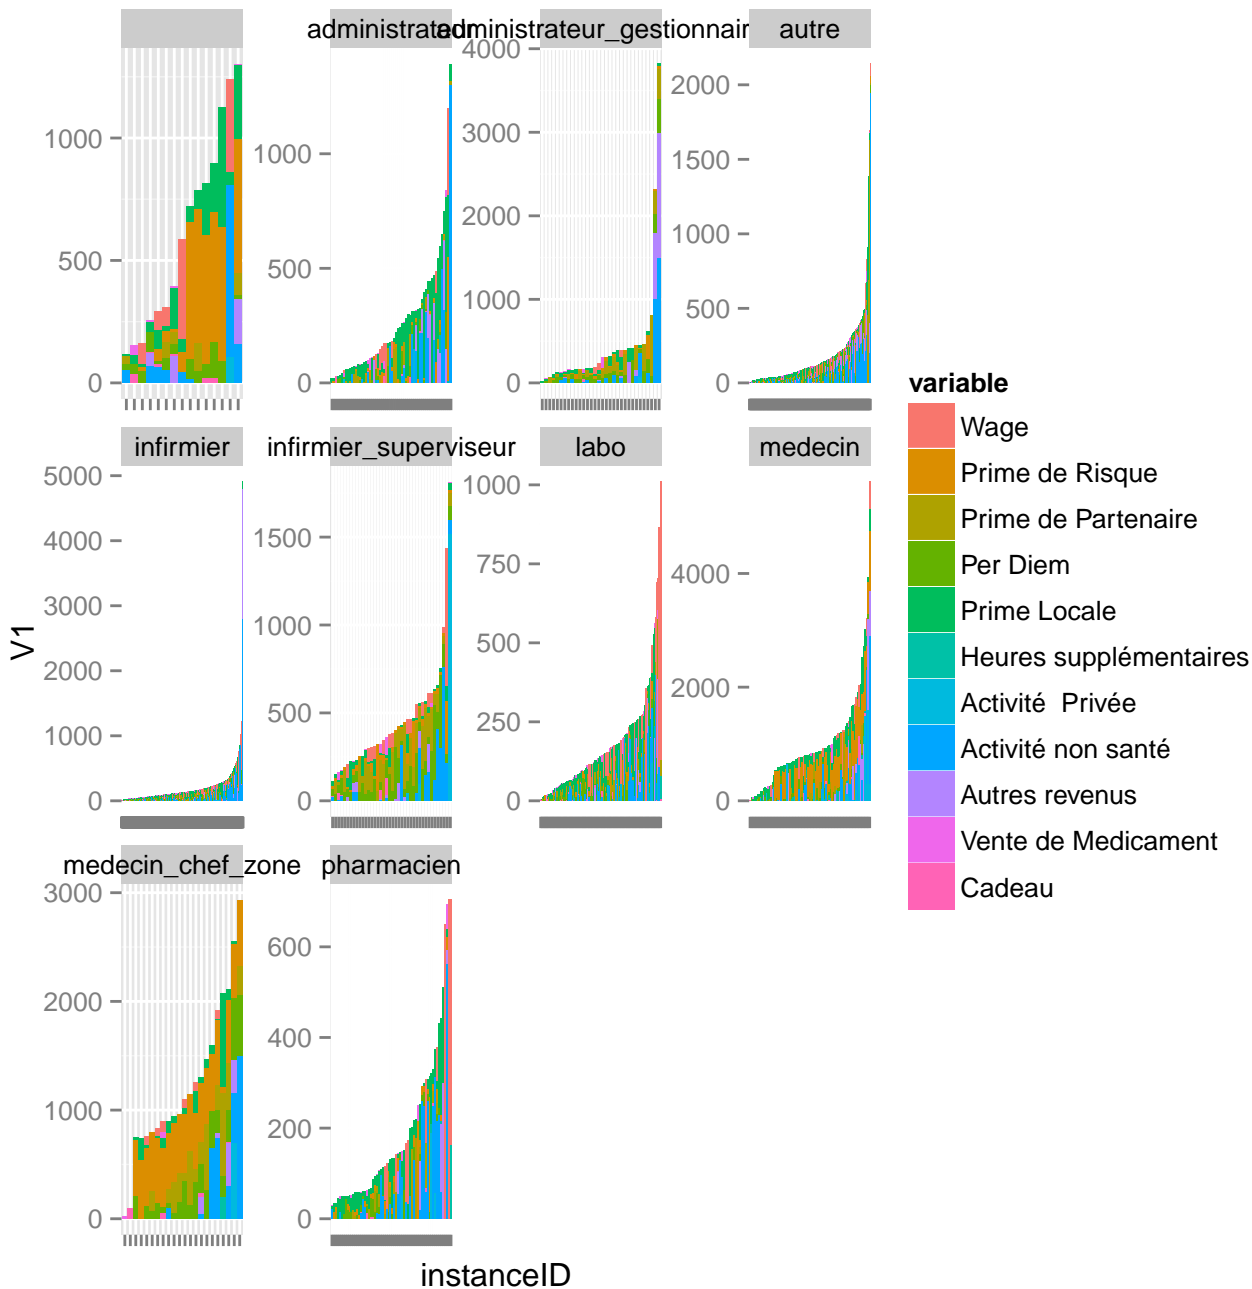 administrateur
administrateur_gestionnair
autre
1000
500
0
1000
500
0
4000
3000
2000
1000
0
2000
1500
1000
500
0
infirmier
infirmier_superviseur
labo
medecin
5000
4000
3000
2000
1000
0
1500
1000
500
0
1000
750
500
250
0
4000
2000
0
medecin_chef_zone
pharmacien
3000
2000
1000
0
600
400
200
0
V1
instanceID
variable
Wage
Prime de Risque
Prime de Partenaire
Per Diem
Prime Locale
Heures supplémentaires
Activité  Privée
Activité non santé
Autres revenus
Vente de Medicament
Cadeau